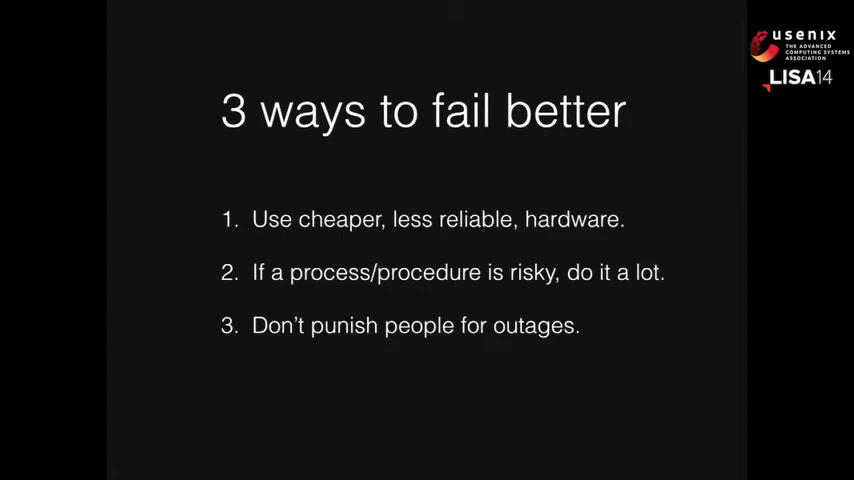 usenix
THE ADVANCED
COMPUTING SYSTEMS
ASSOCIATION
LISA14
3 ways to fail better
1. Use cheaper, less reliable, hardware.
2. If a process/procedure is risky, do it a lot.
3. Don’t punish people for outages.